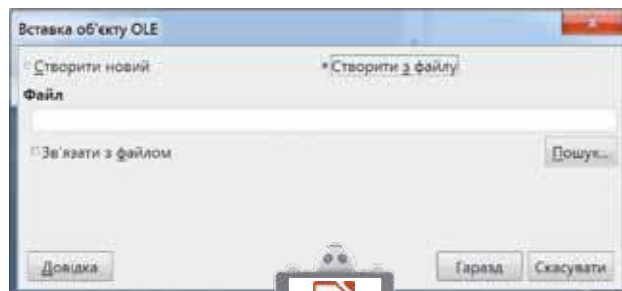 Вставка об'єкту OLE
Створити новий
Створити з файлу
Файл
Зв'язати з файлом
Пошук...
Довідка
Гаразд
Скасувати